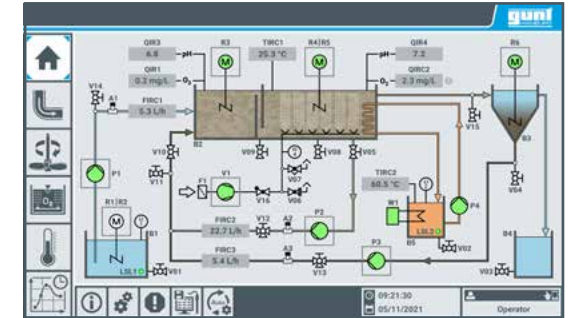 gunt
QIR3 R3 TIRC1 R4|R5 QIR4 R6
6.8 pH M 25.3 °C M pH 7.2 M
QIR1 QIRC2
0.2 mg/L O₂ O₂ 2.3 mg/L
V14
A1 FIRC1
5.3 L/h
V15
B2 B3
V10 V09 V08 V05
V11
V07
TIRC2
V04
P1 F1 V1 60.5 °C
V16 V06
W1 P4
R1|R2 FIRC2 V12 A2 P2
M B1 22.7 L/h LSL2
B5 V02
FIRC3 A3 P3 B4
LSL1 V01 5.4 L/h V13 V03
O₂
Auto
09:21:30
05/11/2021 Operator